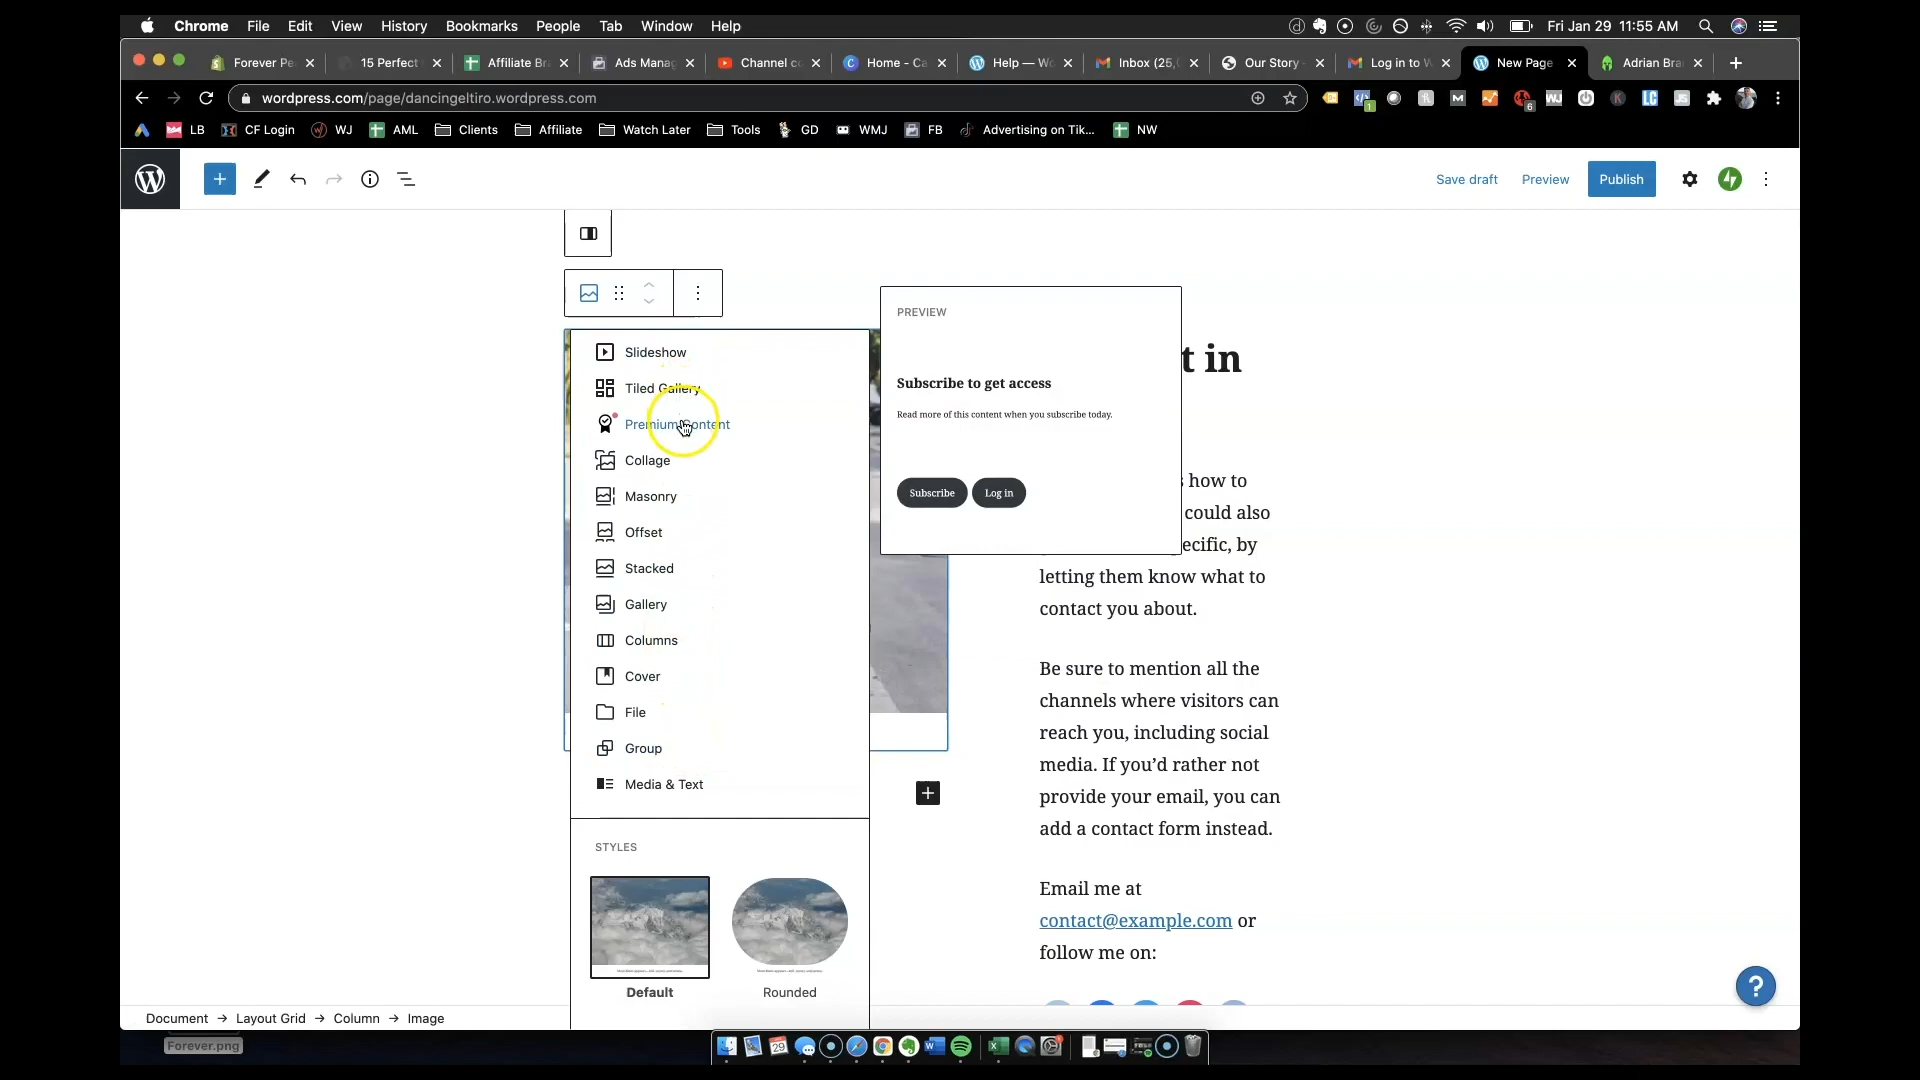 Chrome File Edit View History Bookmarks People Tab Window Help
Fri Jan 29 11:55 AM
Forever Pe
15 Perfect
Affiliate Bra
Ads Manag
Channel co
Home - Ca
Help — Wo
Inbox (25,
Our Story
Log in to W
New Page
Adrian Bra
wordpress.com/page/dancingeltiro.wordpress.com
1
6
LB CF Login WJ AML Clients Affiliate Watch Later Tools GD WMJ FB Advertising on Tik... NW
Save draft Preview Publish
Slideshow
Tiled Gallery
Premium Content
Collage
Masonry
Offset
Stacked
Gallery
Columns
Cover
File
Group
Media & Text
STYLES
Default
Rounded
PREVIEW
Subscribe to get access
Read more of this content when you subscribe today.
Subscribe Log in
t in
how to
could also
ecific, by
letting them know what to
contact you about.
Be sure to mention all the
channels where visitors can
reach you, including social
media. If you’d rather not
provide your email, you can
add a contact form instead.
Email me at
contact@example.com or
follow me on:
Document → Layout Grid → Column → Image
Forever.png